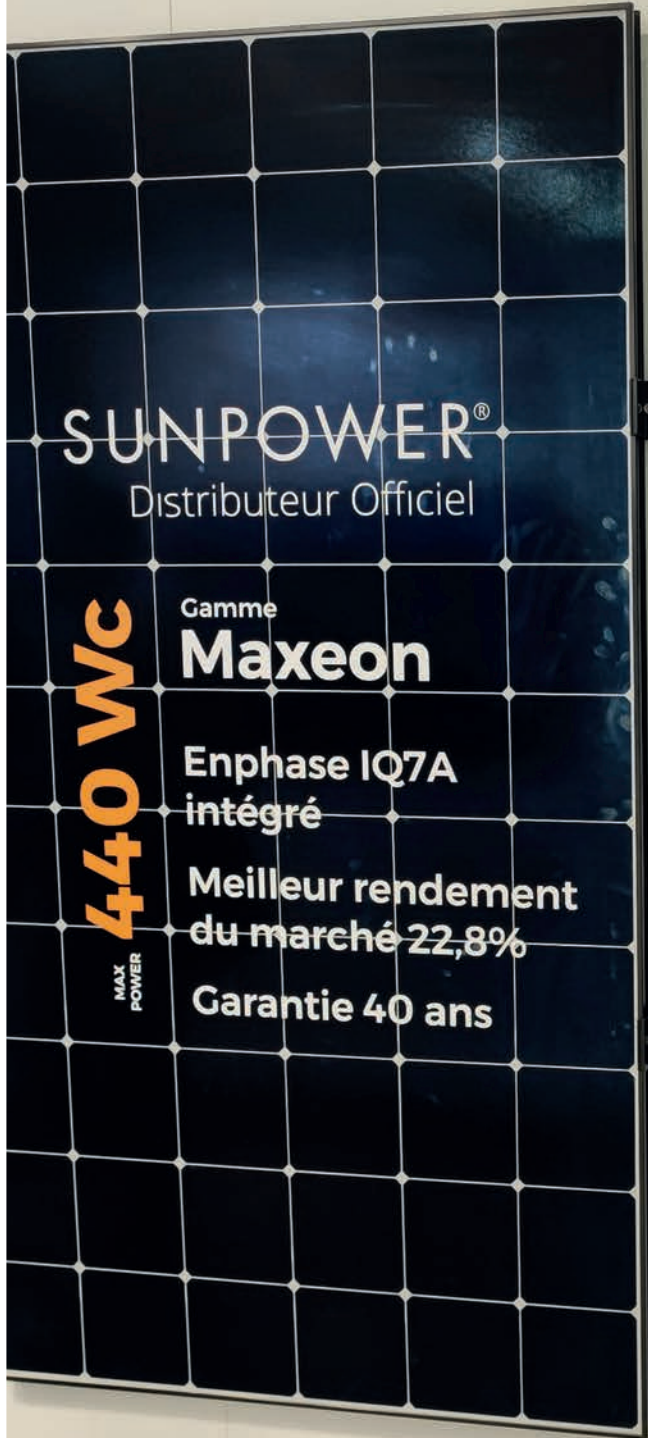 SUNPOWER®
Distributeur Officiel
Gamme
Maxeon
440 Wc
MAX
POWER
Enphase IQ7A
intégré
Meilleur rendement
du marché 22,8%
Garantie 40 ans